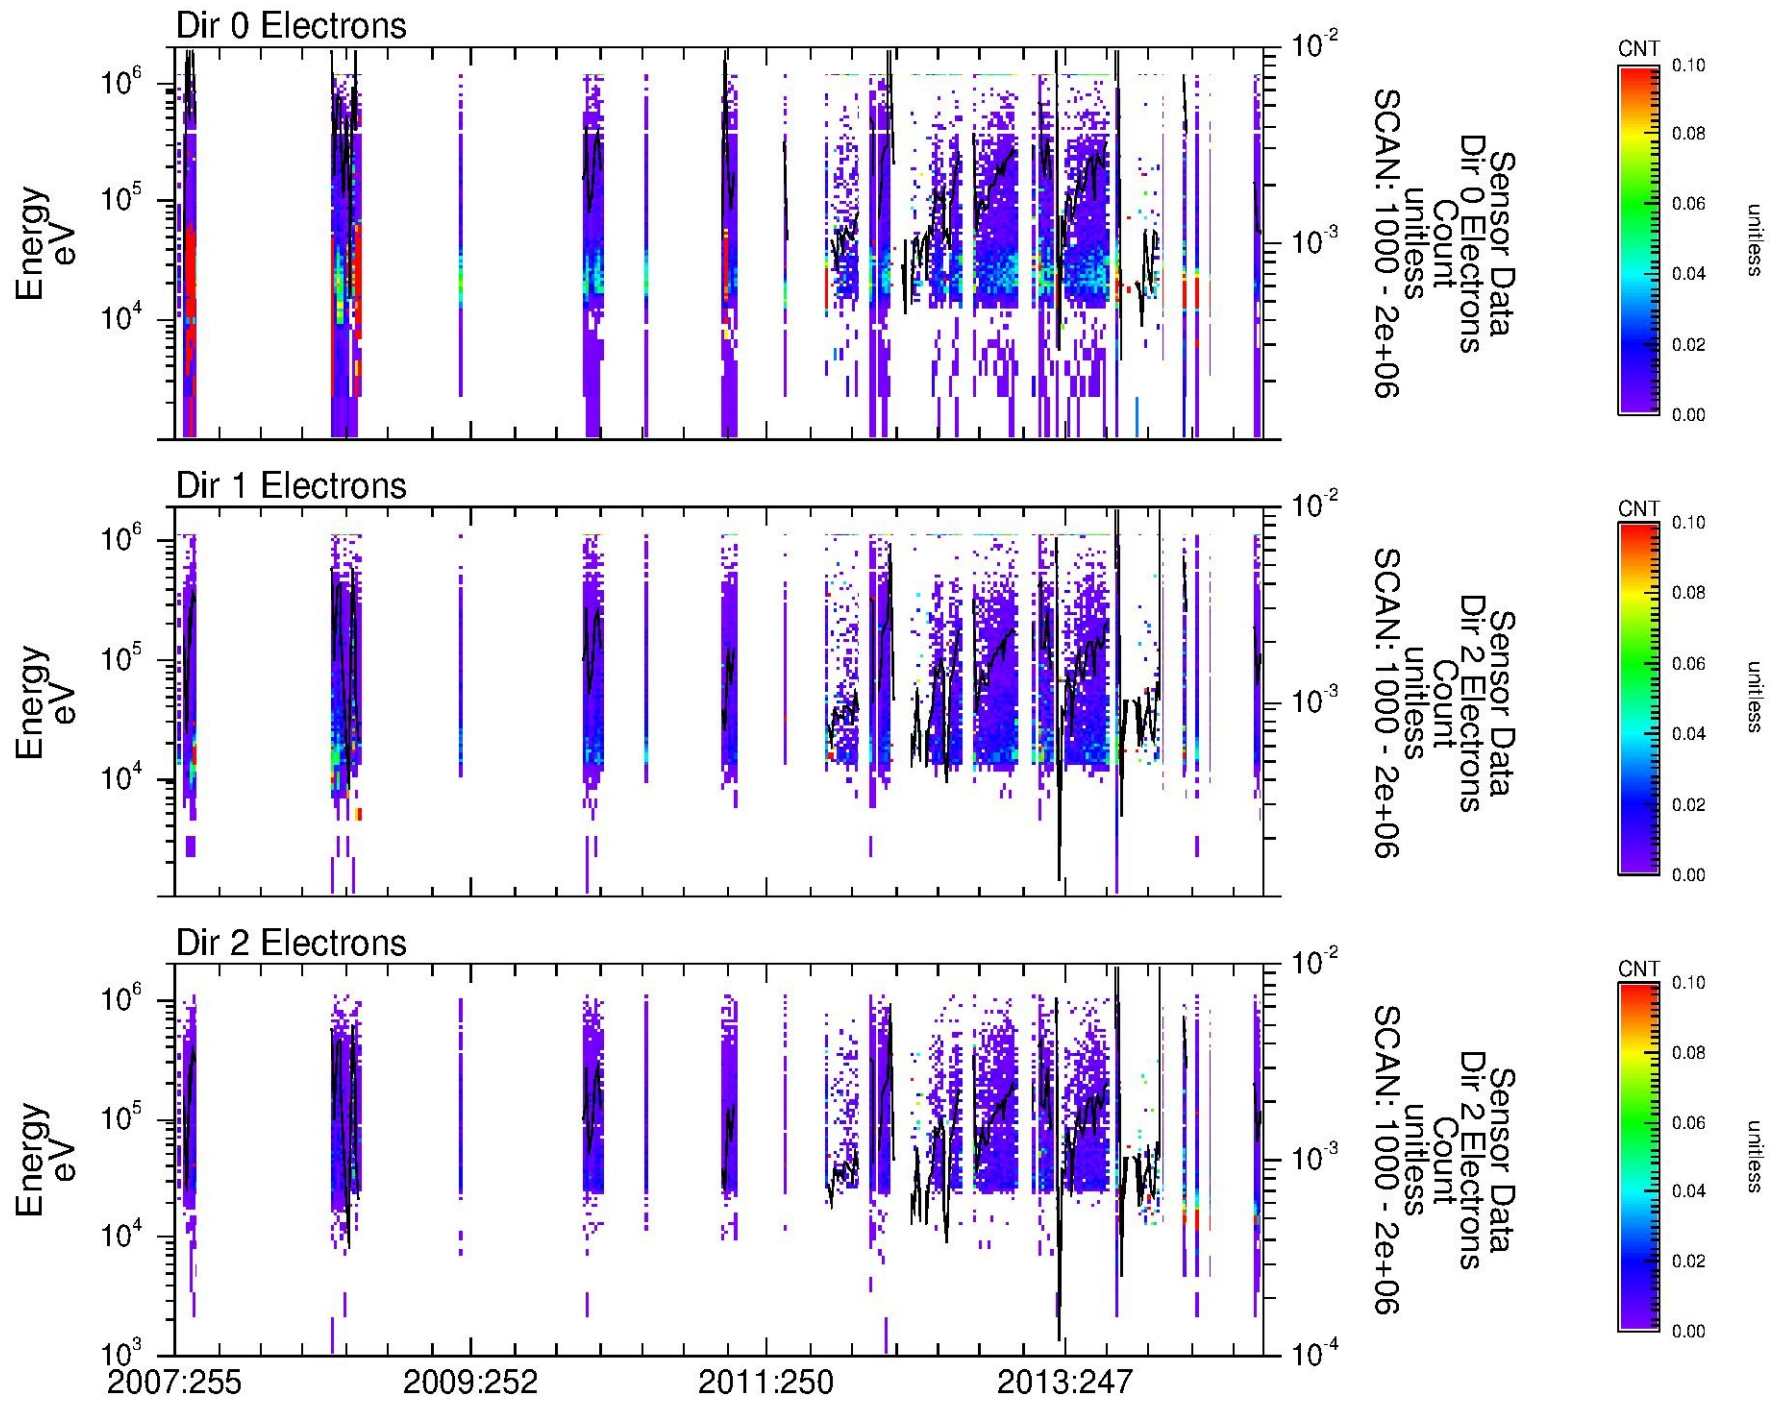 Dir 0 Electrons
10^6
10^5
10^4
Energy
eV
10^-2
10^-3
Sensor Data
Dir 0 Electrons
Count
unitless
SCAN: 1000 - 2e+06
CNT
0.10
0.08
0.06
0.04
0.02
0.00
unitless
Dir 1 Electrons
10^6
10^5
10^4
Energy
eV
10^-2
10^-3
Sensor Data
Dir 2 Electrons
Count
unitless
SCAN: 1000 - 2e+06
CNT
0.10
0.08
0.06
0.04
0.02
0.00
unitless
Dir 2 Electrons
10^6
10^5
10^4
10^3
Energy
eV
10^-2
10^-3
10^-4
Sensor Data
Dir 2 Electrons
Count
unitless
SCAN: 1000 - 2e+06
CNT
0.10
0.08
0.06
0.04
0.02
0.00
unitless
2007:255 2009:252 2011:250 2013:247